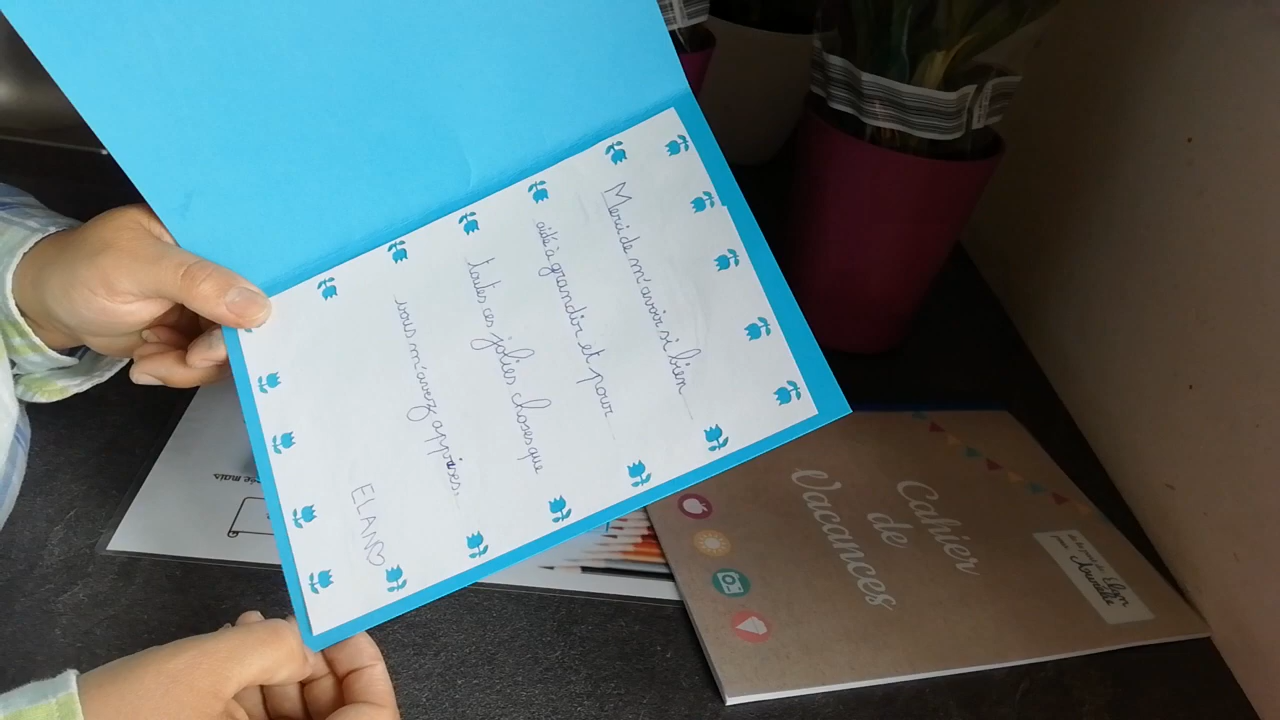 Merci de m'avoir si bien
aidé à grandir et pour
toutes ces jolies choses que
vous m'avez apprises.
ELAN♡
Cahier
de
Vacances